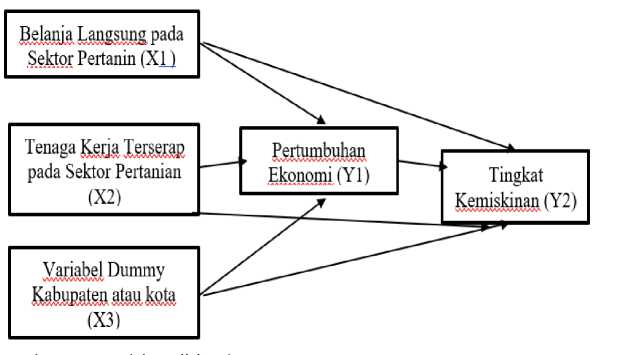 Belanja Langsung pada
Sektor Pertanin (X1)
Tenaga Kerja Terserap
pada Sektor Pertanian
(X2)
Pertumbuhan
Ekonomi (Y1)
Tingkat
Kemiskinan (Y2)
Variabel Dummy
Kabupaten atau kota
(X3)